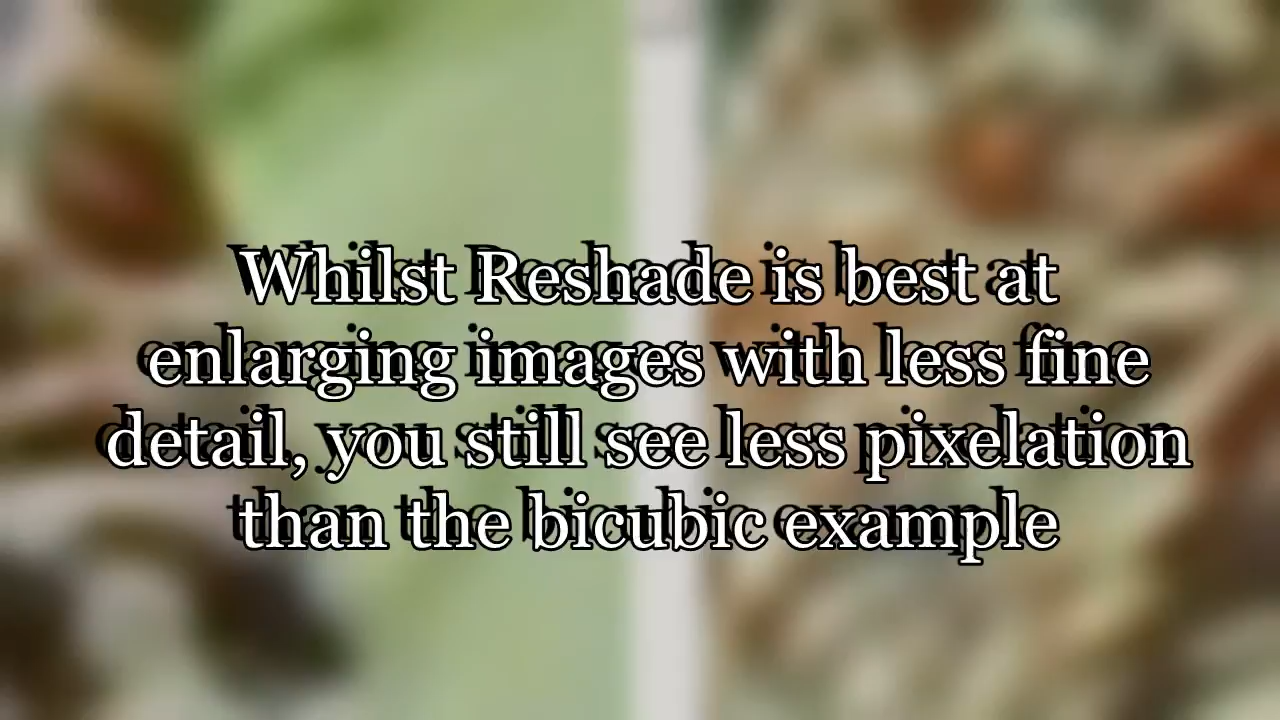 Whilst Reshade is best at
enlarging images with less fine
detail, you still see less pixelation
than the bicubic example